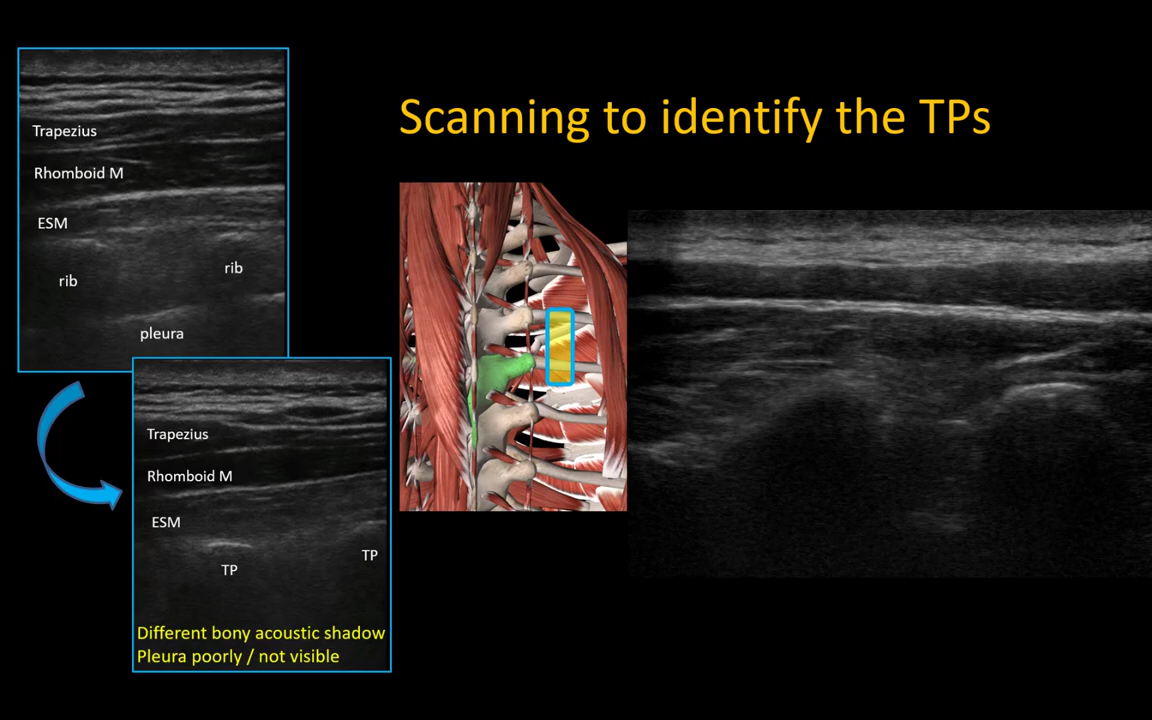 Scanning to identify the TPs
Trapezius
Rhomboid M
ESM
rib
rib
pleura
Trapezius
Rhomboid M
ESM
TP
TP
Different bony acoustic shadow
Pleura poorly / not visible